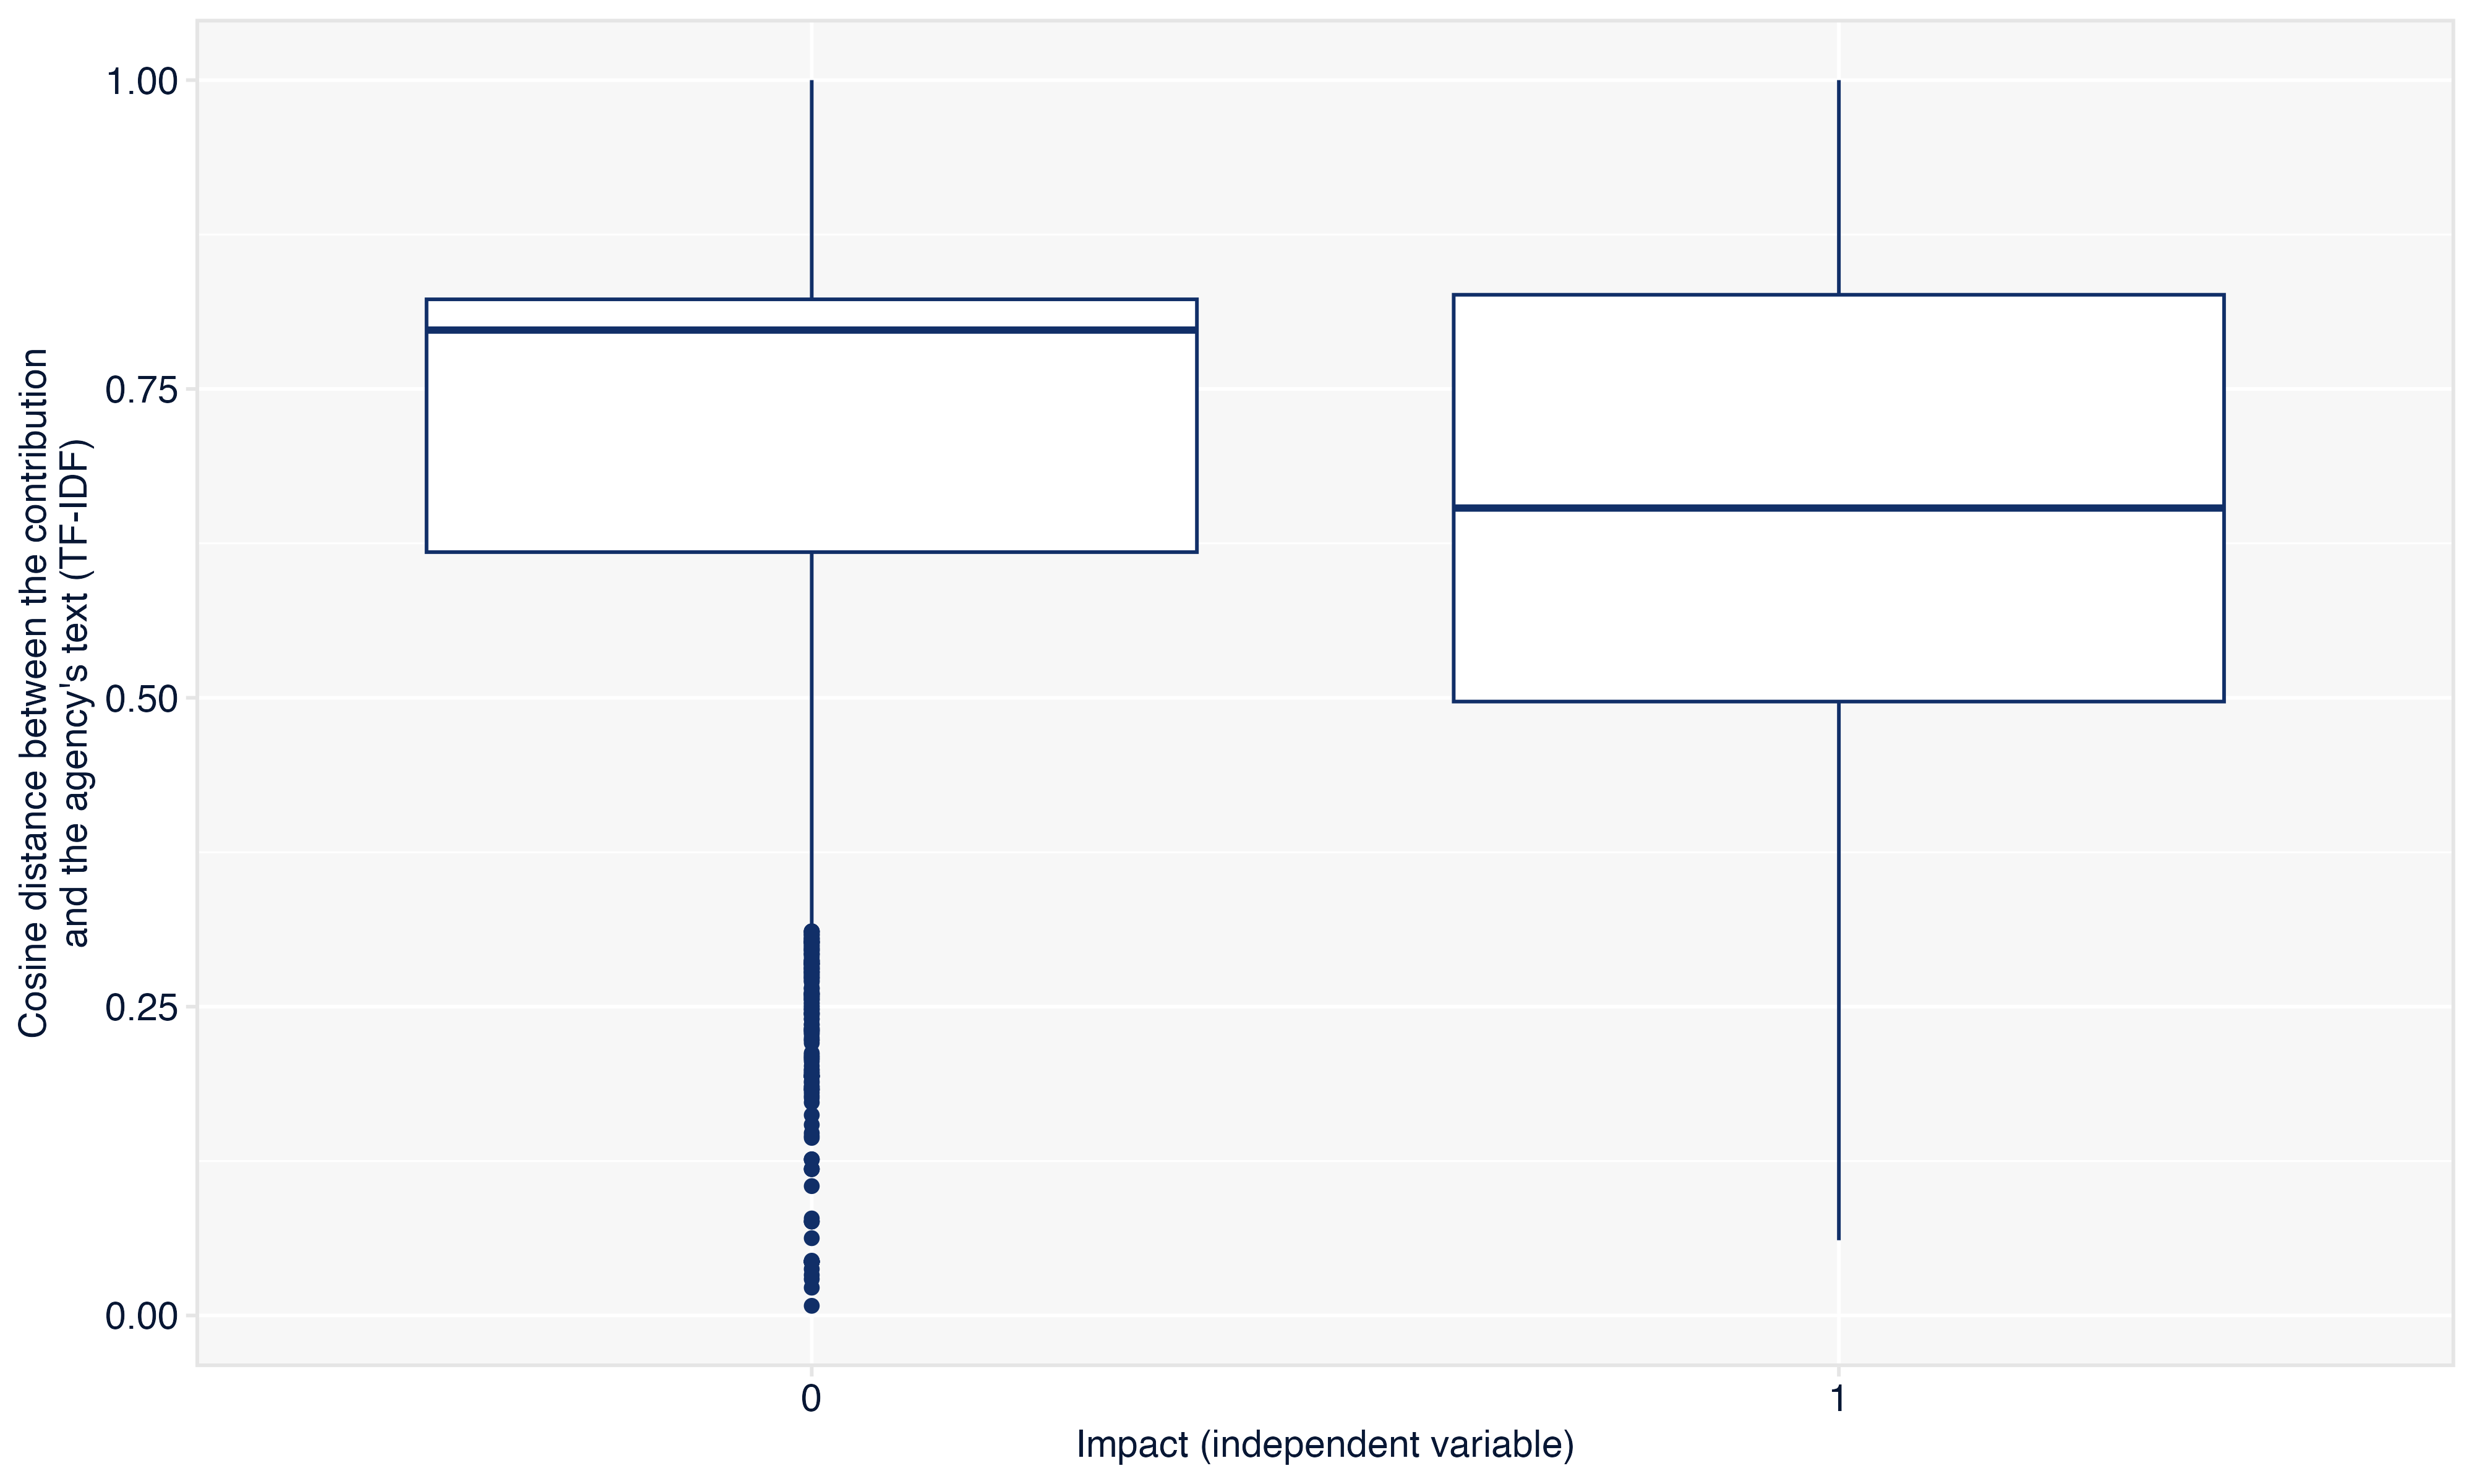 Cosine distance between the contribution
and the agency's text (TF-IDF)
1.00
0.75
0.50
0.25
0.00
0
1
Impact (independent variable)